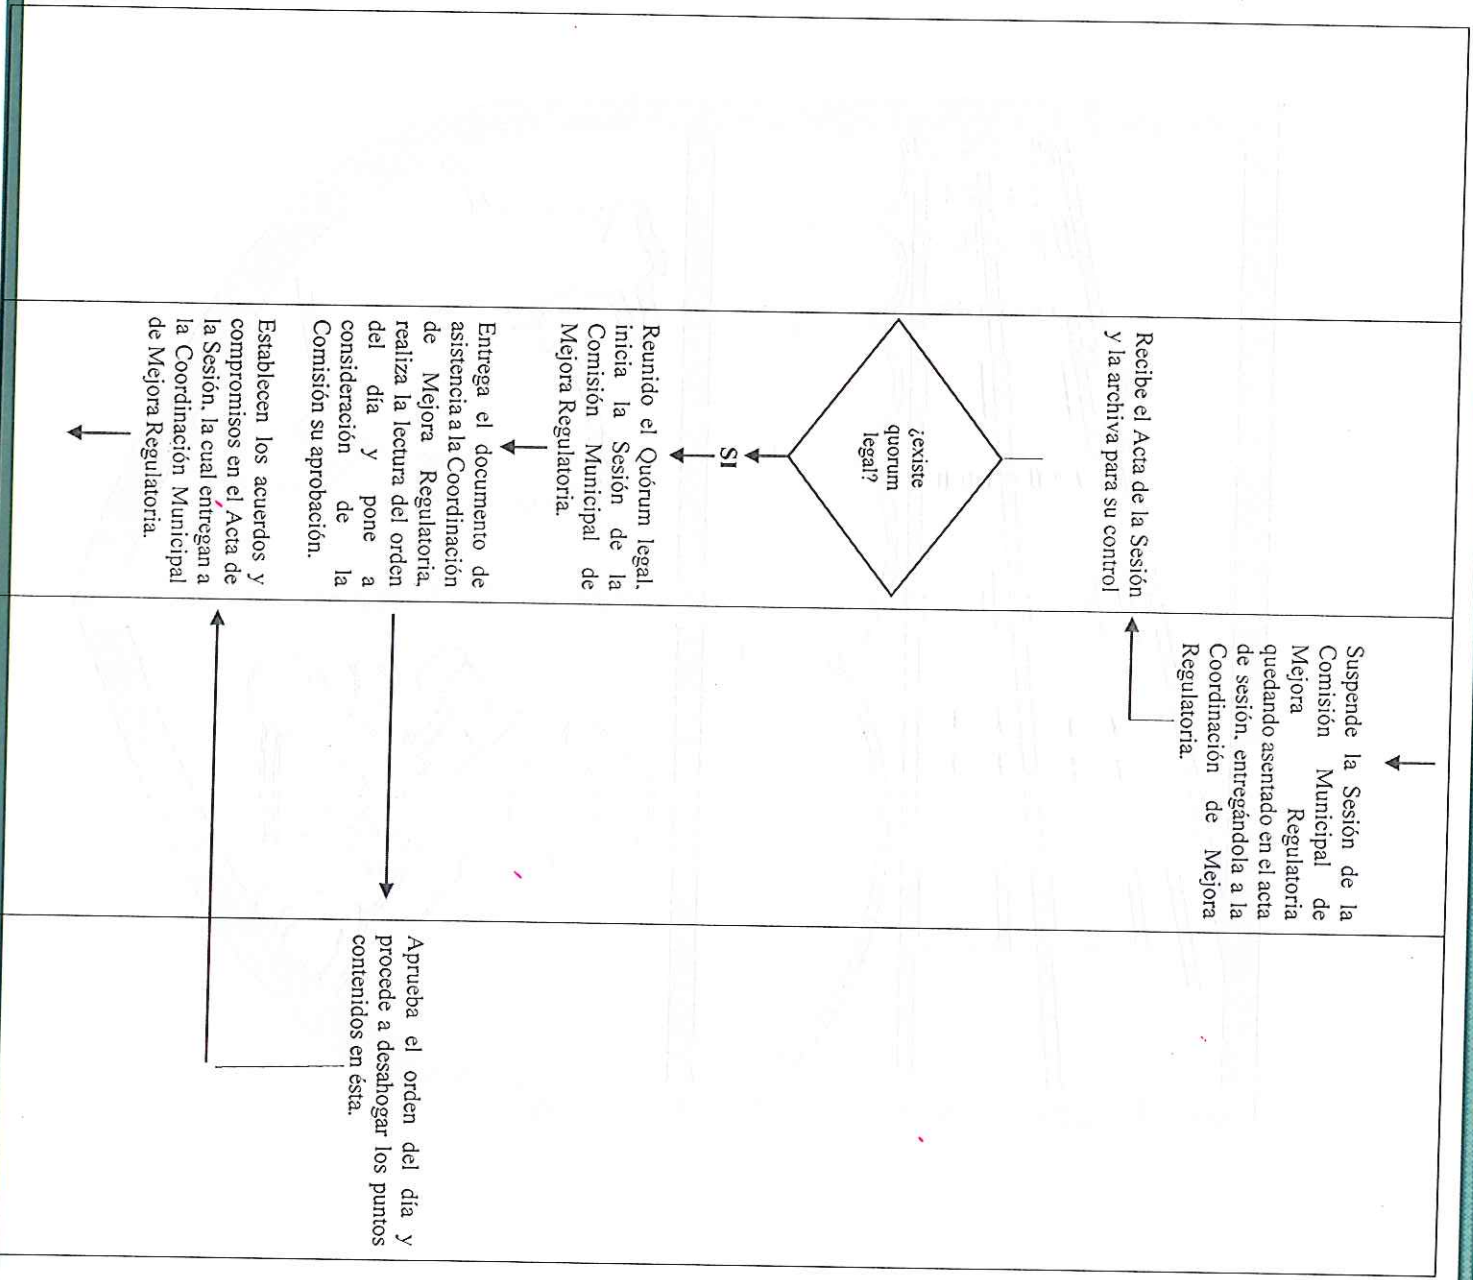 Suspende la Sesión de la
Comisión Municipal de
Mejora Regulatoria
quedando asentado en el acta
de sesión, entregándola a la
Coordinación de Mejora
Regulatoria.
Recibe el Acta de la Sesión
y la archiva para su control
¿existe
quorum
legal?
SI
Reunido el Quórum legal,
inicia la Sesión de la
Comisión Municipal de
Mejora Regulatoria.
Entrega el documento de
asistencia a la Coordinación
de Mejora Regulatoria,
realiza la lectura del orden
del día y pone a
consideración de la
Comisión su aprobación.
Aprueba el orden del día y
procede a desahogar los puntos
contenidos en ésta.
Establecen los acuerdos y
compromisos en el Acta de
la Sesión, la cual entregan a
la Coordinación Municipal
de Mejora Regulatoria.